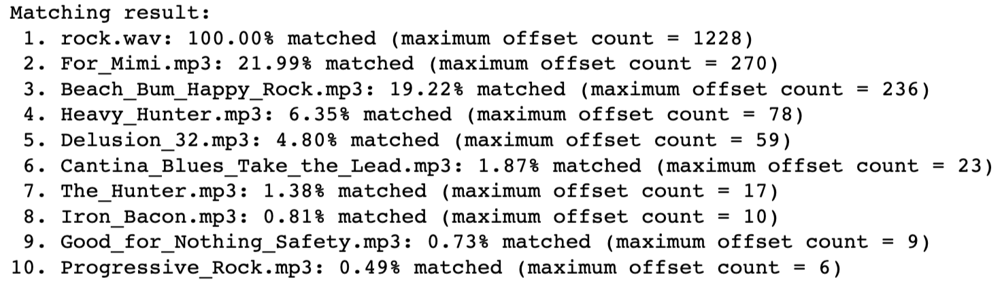 Matching result:
1. rock.wav: 100.00% matched (maximum offset count = 1228)
2. For_Mimi.mp3: 21.99% matched (maximum offset count = 270)
3. Beach_Bum_Happy_Rock.mp3: 19.22% matched (maximum offset count = 236)
4. Heavy_Hunter.mp3: 6.35% matched (maximum offset count = 78)
5. Delusion_32.mp3: 4.80% matched (maximum offset count = 59)
6. Cantina_Blues_Take_the_Lead.mp3: 1.87% matched (maximum offset count = 23)
7. The_Hunter.mp3: 1.38% matched (maximum offset count = 17)
8. Iron_Bacon.mp3: 0.81% matched (maximum offset count = 10)
9. Good_for_Nothing_Safety.mp3: 0.73% matched (maximum offset count = 9)
10. Progressive_Rock.mp3: 0.49% matched (maximum offset count = 6)